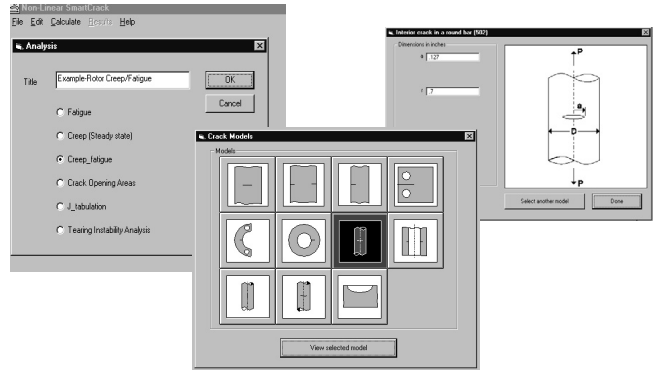 Non-Linear SmartCrack
File Edit Calculate Results Help
Analysis
Title
Example-Rotor Creep/Fatigue
OK
Cancel
Fatigue
Creep (Steady state)
Creep_fatigue
Crack Opening Areas
J_tabulation
Tearing Instability Analysis
Crack Models
Models
View selected model
Interior crack in a round bar (502)
Dimensions in inches
.127
.7
P
a
D
P
Select another model
Done